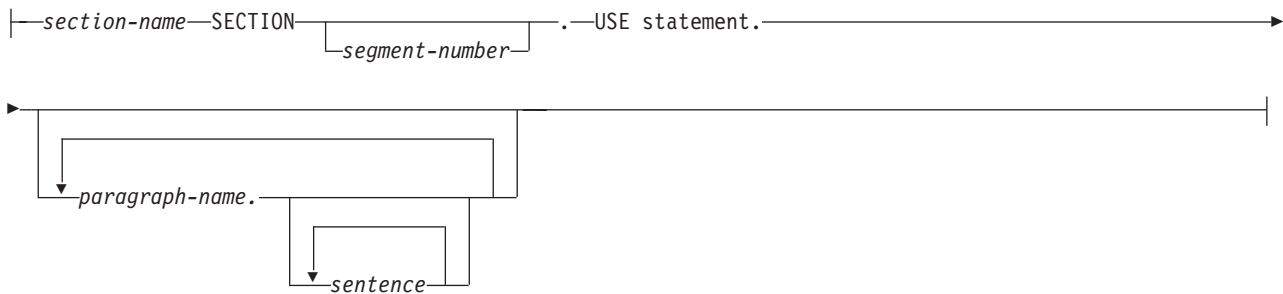 section-name SECTION . USE statement.
segment-number
paragraph-name.
sentence